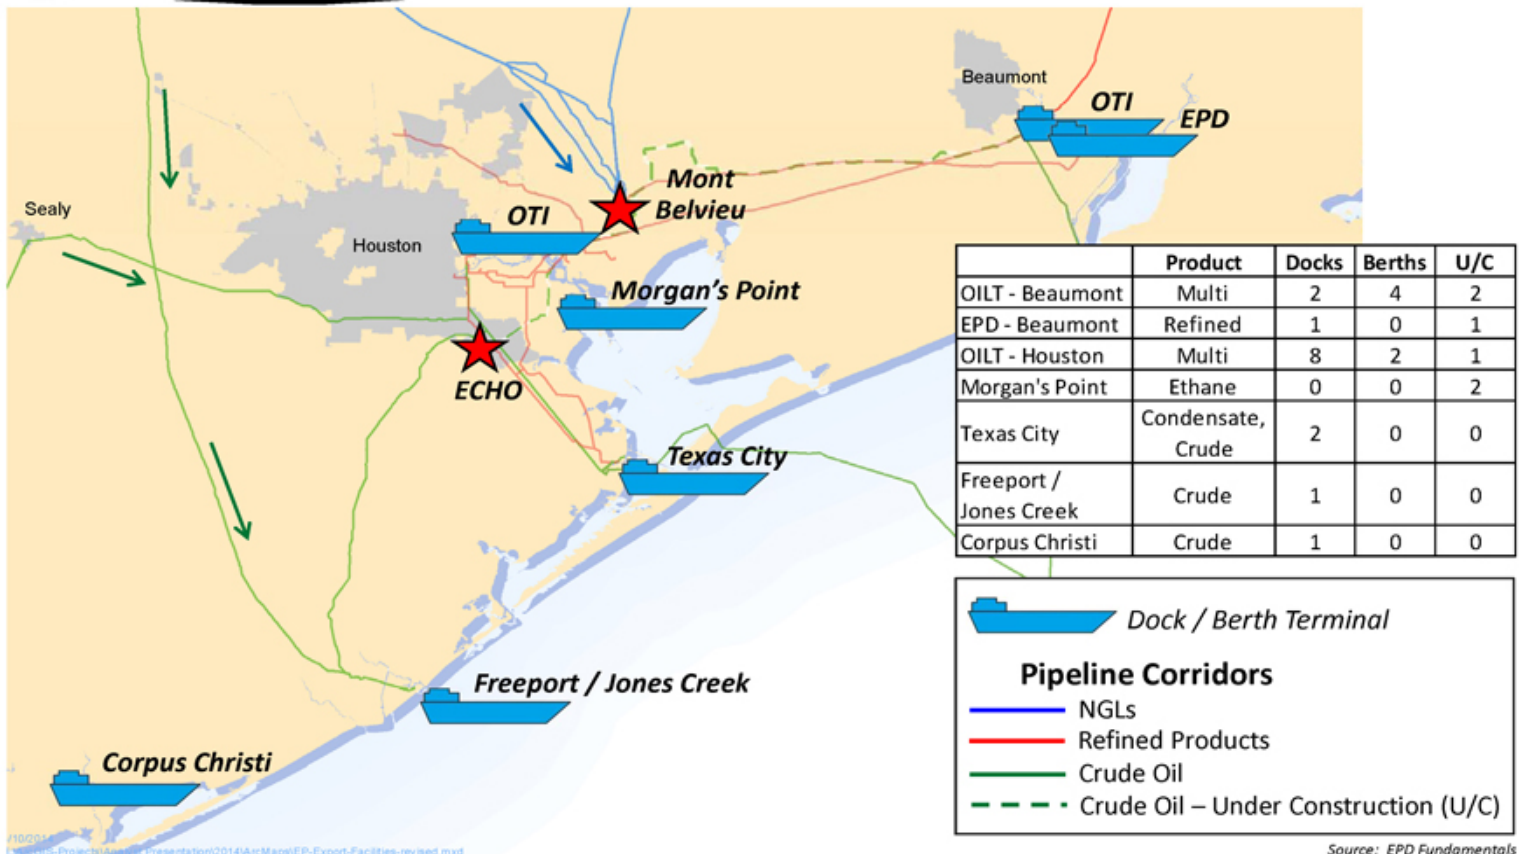 Beaumont
OTI
EPD
Mont
Belvieu
Sealy
OTI
Houston
Morgan's Point
ECHO
Texas City
Freeport / Jones Creek
Corpus Christi
Product Docks Berths U/C
OILT - Beaumont Multi 2 4 2
EPD - Beaumont Refined 1 0 1
OILT - Houston Multi 8 2 1
Morgan's Point Ethane 0 0 2
Texas City Condensate, Crude 2 0 0
Freeport / Jones Creek Crude 1 0 0
Corpus Christi Crude 1 0 0
Dock / Berth Terminal
Pipeline Corridors
NGLs
Refined Products
Crude Oil
Crude Oil – Under Construction (U/C)
/10/2014
Source: EPD Fundamentals